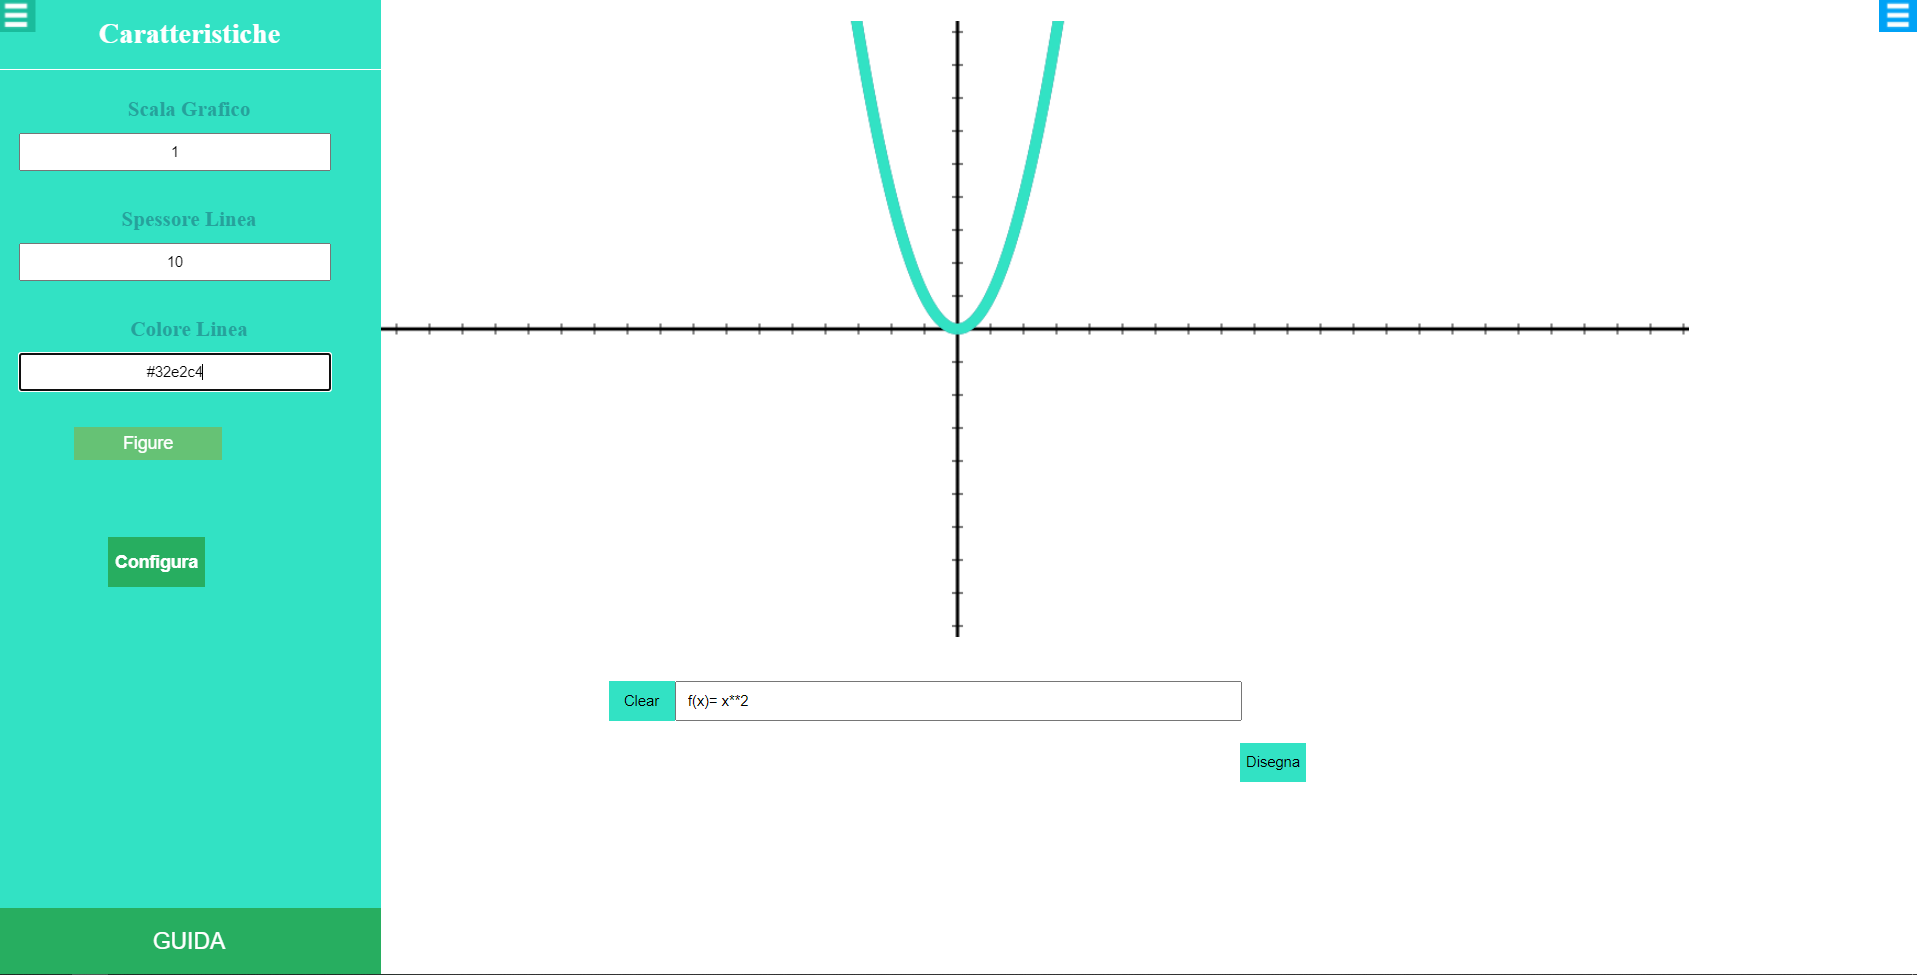 Caratteristiche
Scala Grafico
1
Spessore Linea
10
Colore Linea
#32e2c4
Figure
Configura
GUIDA
Clear
f(x)= x**2
Disegna